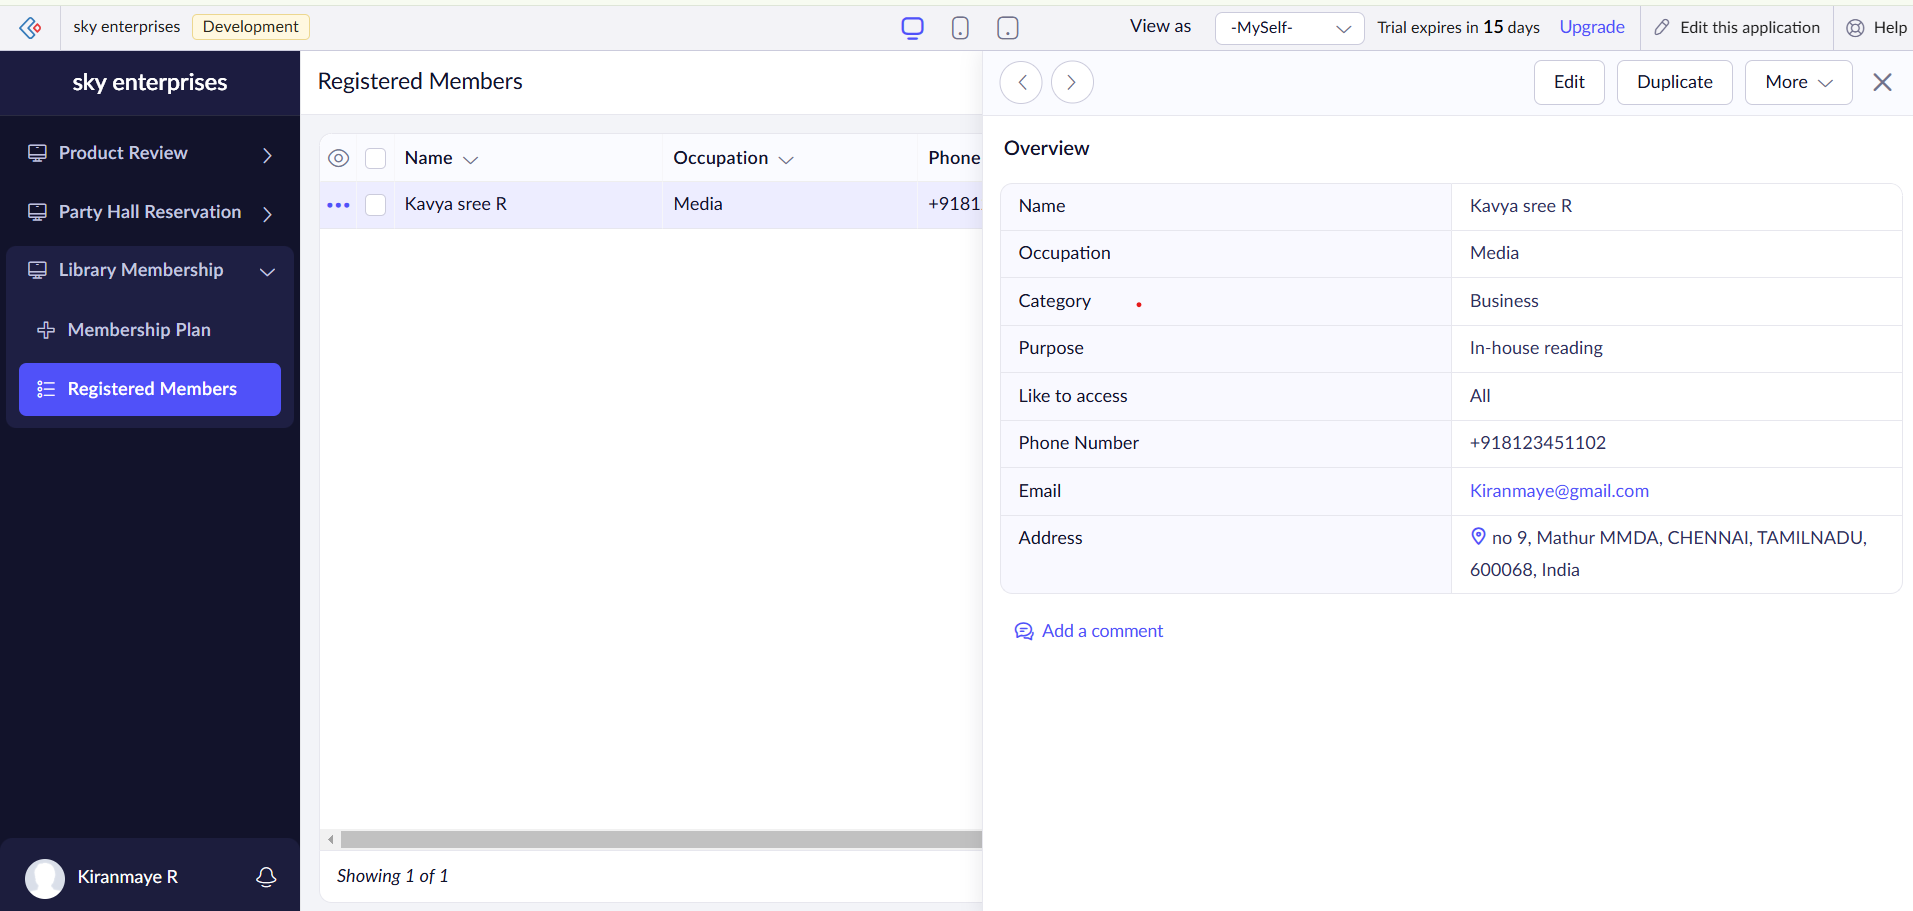 sky enterprises Development View as -MySelf- Trial expires in 15 days Upgrade Edit this application Help
sky enterprises
Product Review
Party Hall Reservation
Library Membership
Membership Plan
Registered Members
Kiranmaye R
Registered Members
Name Occupation Phone
Kavya sree R Media +9181
Showing 1 of 1
Edit Duplicate More
Overview
Name Kavya sree R
Occupation Media
Category Business
Purpose In-house reading
Like to access All
Phone Number +918123451102
Email Kiranmaye@gmail.com
Address no 9, Mathur MMDA, CHENNAI, TAMILNADU,
600068, India
Add a comment